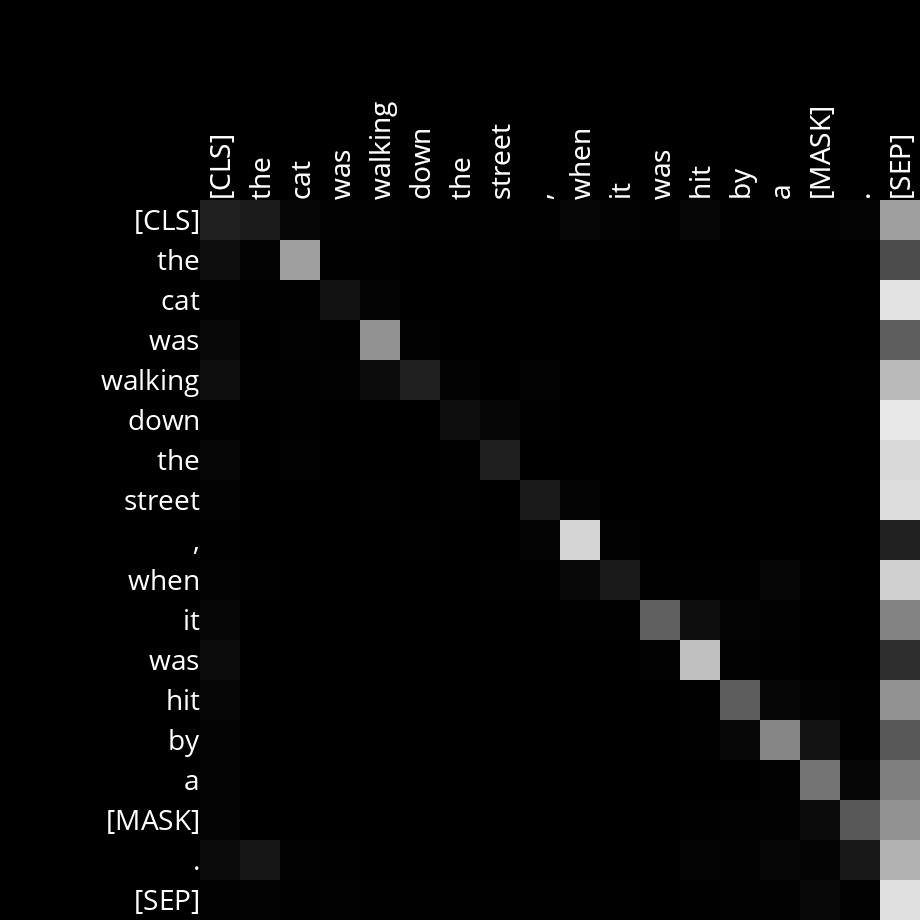 [CLS]
the
cat
was
walking
down
the
street
,
when
it
was
hit
by
a
[MASK]
.
[SEP]
[CLS]
the
cat
was
walking
down
the
street
,
when
it
was
hit
by
a
[MASK]
.
[SEP]